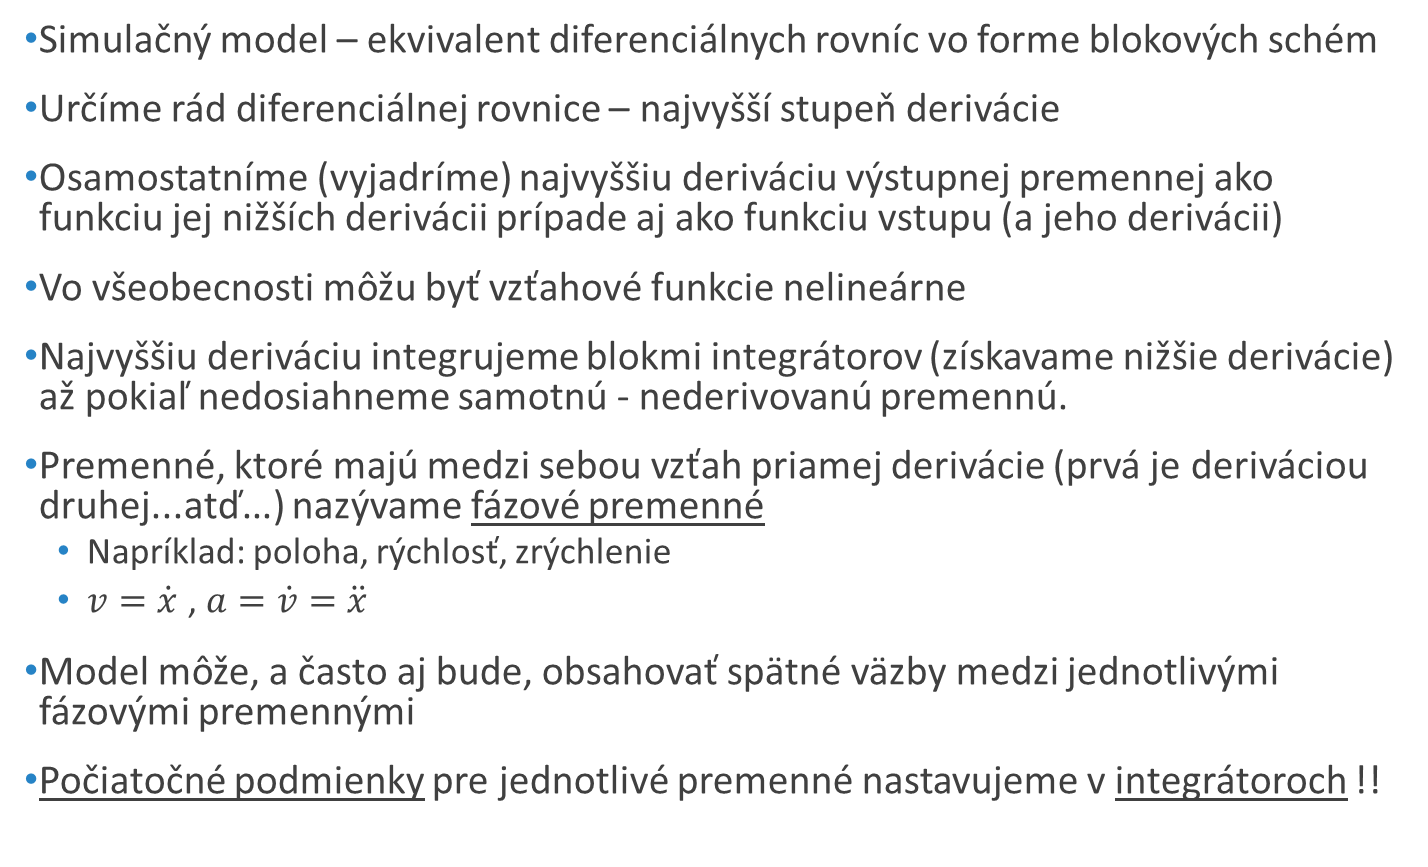 •Simulačný model – ekvivalent diferenciálnych rovníc vo forme blokových schém
•Určíme rád diferenciálnej rovnice – najvyšší stupeň derivácie
•Osamostatníme (vyjadríme) najvyššiu deriváciu výstupnej premennej ako
funkciu jej nižších derivácii prípade aj ako funkciu vstupu (a jeho derivácii)
•Vo všeobecnosti môžu byť vzťahové funkcie nelineárne
•Najvyššiu deriváciu integrujeme blokmi integrátorov (získavame nižšie derivácie)
až pokiaľ nedosiahneme samotnú - nederivovanú premennú.
•Premenné, ktoré majú medzi sebou vzťah priamej derivácie (prvá je deriváciou
druhej...atď...) nazývame fázové premenné
• Napríklad: poloha, rýchlosť, zrýchlenie
• 𝑣 = 𝑥̇ , 𝑎 = 𝑣̇ = 𝑥̈
•Model môže, a často aj bude, obsahovať spätné väzby medzi jednotlivými
fázovými premennými
•Počiatočné podmienky pre jednotlivé premenné nastavujeme v integrátoroch !!